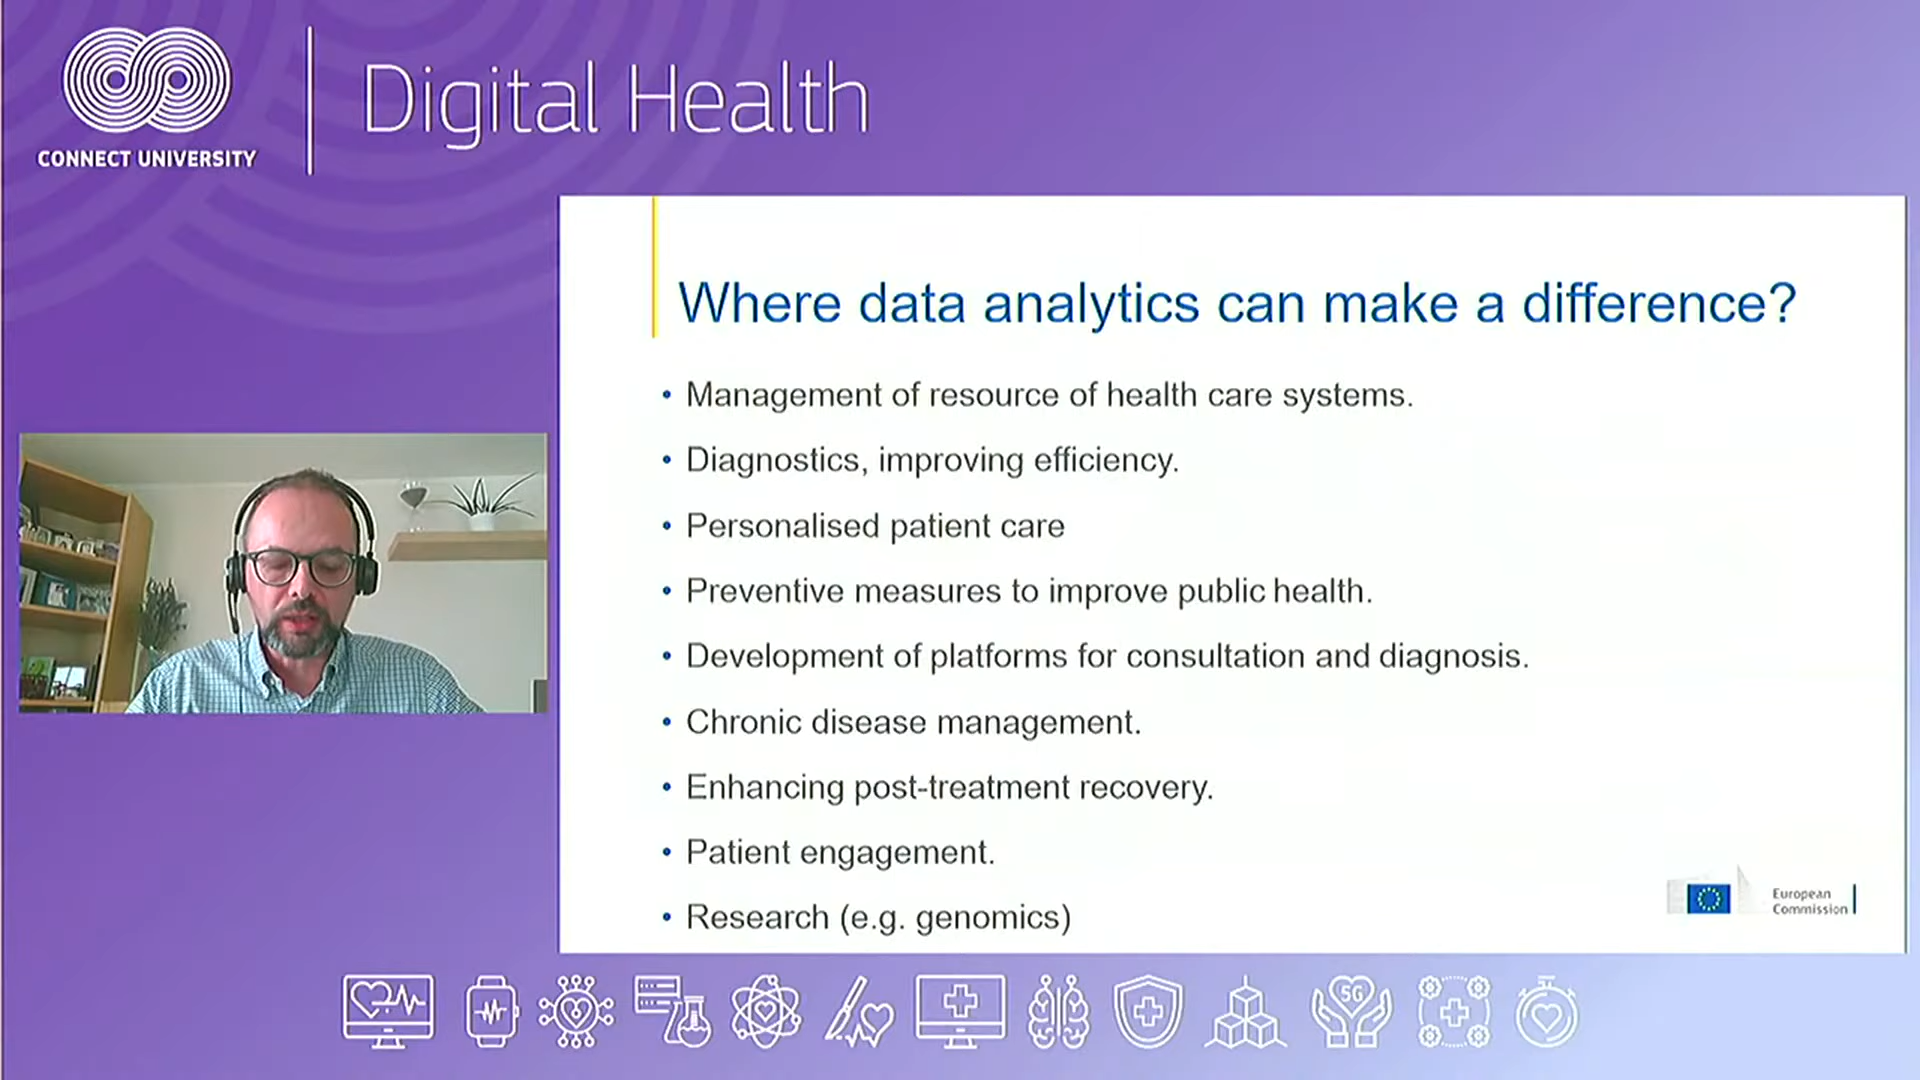 CONNECT UNIVERSITY
Digital Health
Where data analytics can make a difference?
• Management of resource of health care systems.
• Diagnostics, improving efficiency.
• Personalised patient care
• Preventive measures to improve public health.
• Development of platforms for consultation and diagnosis.
• Chronic disease management.
• Enhancing post-treatment recovery.
• Patient engagement.
• Research (e.g. genomics)
European
Commission
5G